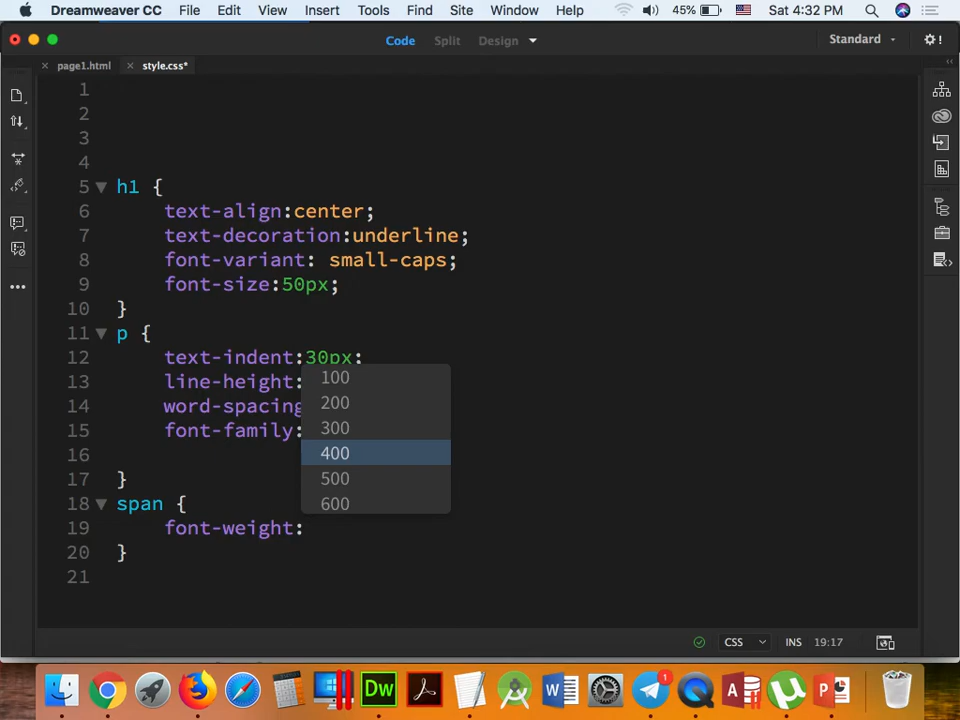 Dreamweaver CC File Edit View Insert Tools Find Site Window Help 45% Sat 4:32 PM
Code Split Design Standard !
page1.html style.css*
1
2
3
4
5 h1 {
6 text-align:center;
7 text-decoration:underline;
8 font-variant: small-caps;
9 font-size:50px;
10 }
11 p {
12 text-indent:30px;
13 line-height:
14 word-spacing
15 font-family:
16
17 }
18 span {
19 font-weight:
20 }
21
100
200
300
400
500
600
CSS INS 19:17
Dw W 1 A P